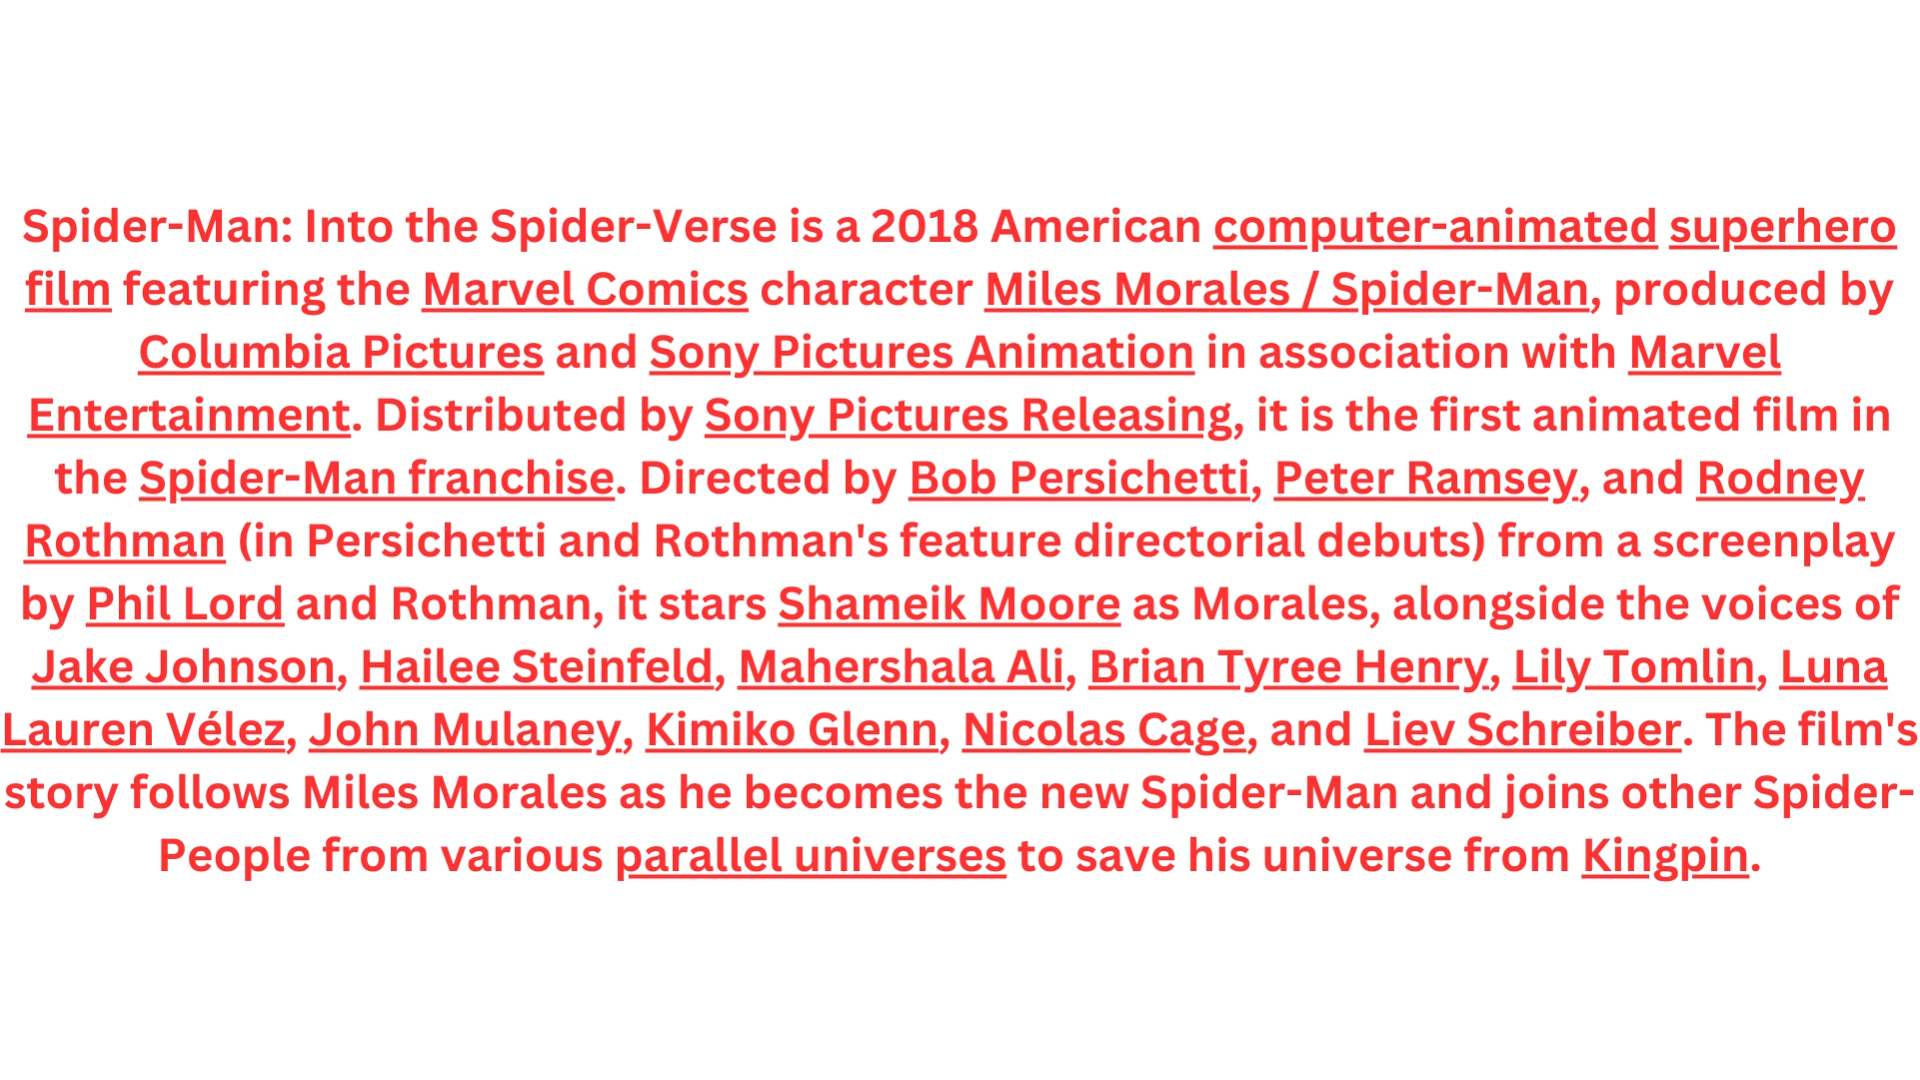 Spider-Man: Into the Spider-Verse is a 2018 American computer-animated superhero
film featuring the Marvel Comics character Miles Morales / Spider-Man, produced by
Columbia Pictures and Sony Pictures Animation in association with Marvel
Entertainment. Distributed by Sony Pictures Releasing, it is the first animated film in
the Spider-Man franchise. Directed by Bob Persichetti, Peter Ramsey, and Rodney
Rothman (in Persichetti and Rothman's feature directorial debuts) from a screenplay
by Phil Lord and Rothman, it stars Shameik Moore as Morales, alongside the voices of
Jake Johnson, Hailee Steinfeld, Mahershala Ali, Brian Tyree Henry, Lily Tomlin, Luna
Lauren Vélez, John Mulaney, Kimiko Glenn, Nicolas Cage, and Liev Schreiber. The film's
story follows Miles Morales as he becomes the new Spider-Man and joins other Spider-
People from various parallel universes to save his universe from Kingpin.